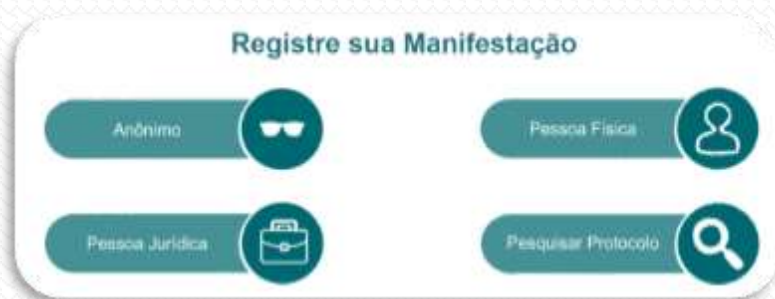 Registre sua Manifestação
Anônimo
Pessoa Física
Pessoa Jurídica
Pesquisar Protocolo